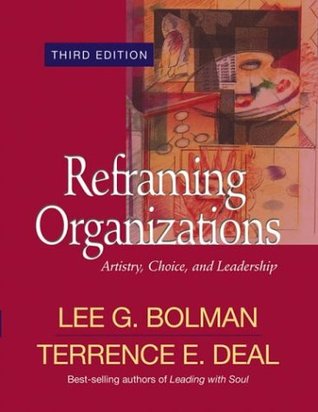 THIRD EDITION
Reframing
Organizations
Artistry, Choice, and Leadership
LEE G. BOLMAN
TERRENCE E. DEAL
Best-selling authors of Leading with Soul